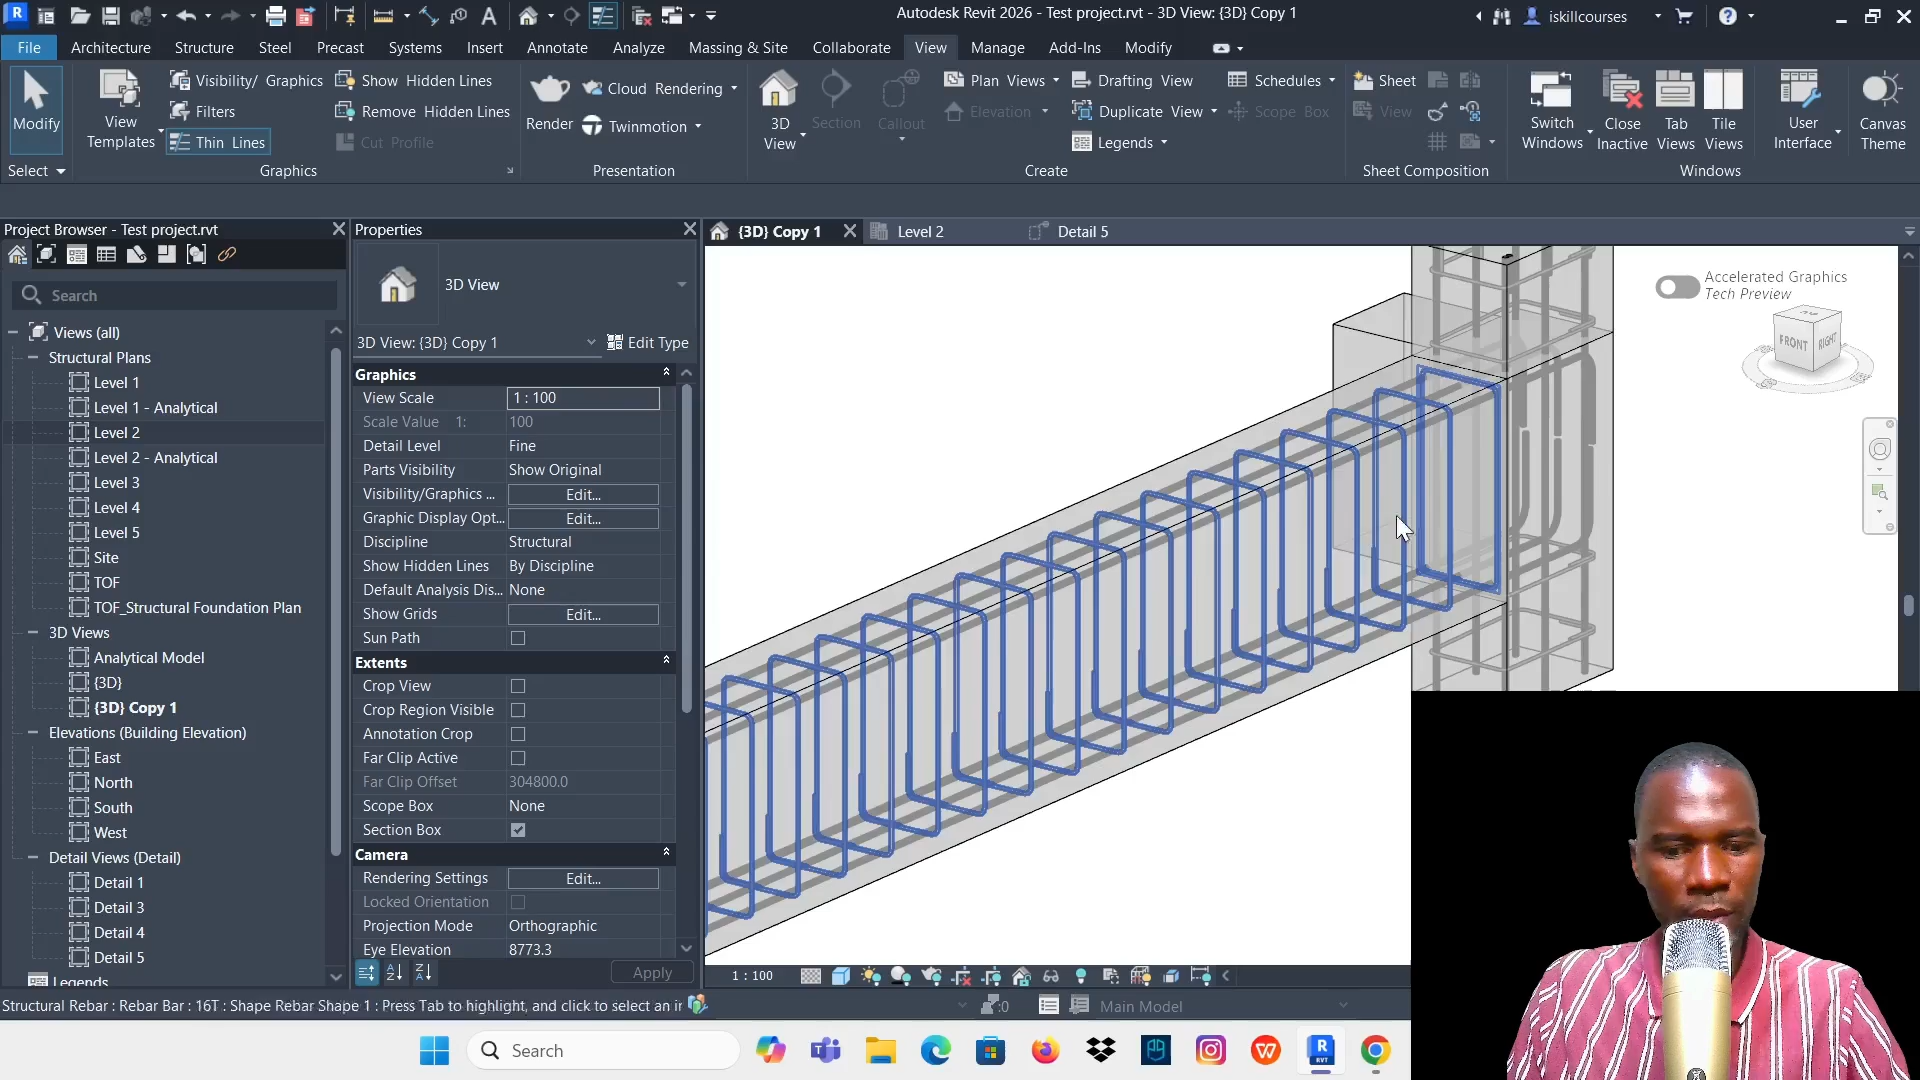 Autodesk Revit 2026 - Test project.rvt - 3D View: {3D} Copy 1
iskillcourses
File Architecture Structure Steel Precast Systems Insert Annotate Analyze Massing & Site Collaborate View Manage Add-Ins Modify
Modify
Select
View Templates
Visibility/ Graphics
Filters
Thin Lines
Show Hidden Lines
Remove Hidden Lines
Cut Profile
Graphics
Render
Cloud Rendering
Twinmotion
Presentation
3D View
Section
Callout
Plan Views
Elevation
Drafting View
Duplicate View
Legends
Schedules
Scope Box
Create
Sheet
View
Sheet Composition
Switch Windows
Close Inactive
Tab Views
Tile Views
User Interface
Windows
Canvas Theme
Project Browser - Test project.rvt
Search
Views (all)
Structural Plans
Level 1
Level 1 - Analytical
Level 2
Level 2 - Analytical
Level 3
Level 4
Level 5
Site
TOF
TOF_Structural Foundation Plan
3D Views
Analytical Model
{3D}
{3D} Copy 1
Elevations (Building Elevation)
East
North
South
West
Detail Views (Detail)
Detail 1
Detail 3
Detail 4
Detail 5
Legends
Properties
3D View
3D View: {3D} Copy 1
Edit Type
Graphics
View Scale 1 : 100
Scale Value 1: 100
Detail Level Fine
Parts Visibility Show Original
Visibility/Graphics ... Edit...
Graphic Display Opt... Edit...
Discipline Structural
Show Hidden Lines By Discipline
Default Analysis Dis... None
Show Grids Edit...
Sun Path
Extents
Crop View
Crop Region Visible
Annotation Crop
Far Clip Active
Far Clip Offset 304800.0
Scope Box None
Section Box
Camera
Rendering Settings Edit...
Locked Orientation
Projection Mode Orthographic
Eye Elevation 8773.3
Apply
{3D} Copy 1
Level 2
Detail 5
Accelerated Graphics
Tech Preview
FRONT RIGHT
1 : 100
Structural Rebar : Rebar Bar : 16T : Shape Rebar Shape 1 : Press Tab to highlight, and click to select an ir
:0
Main Model
Search